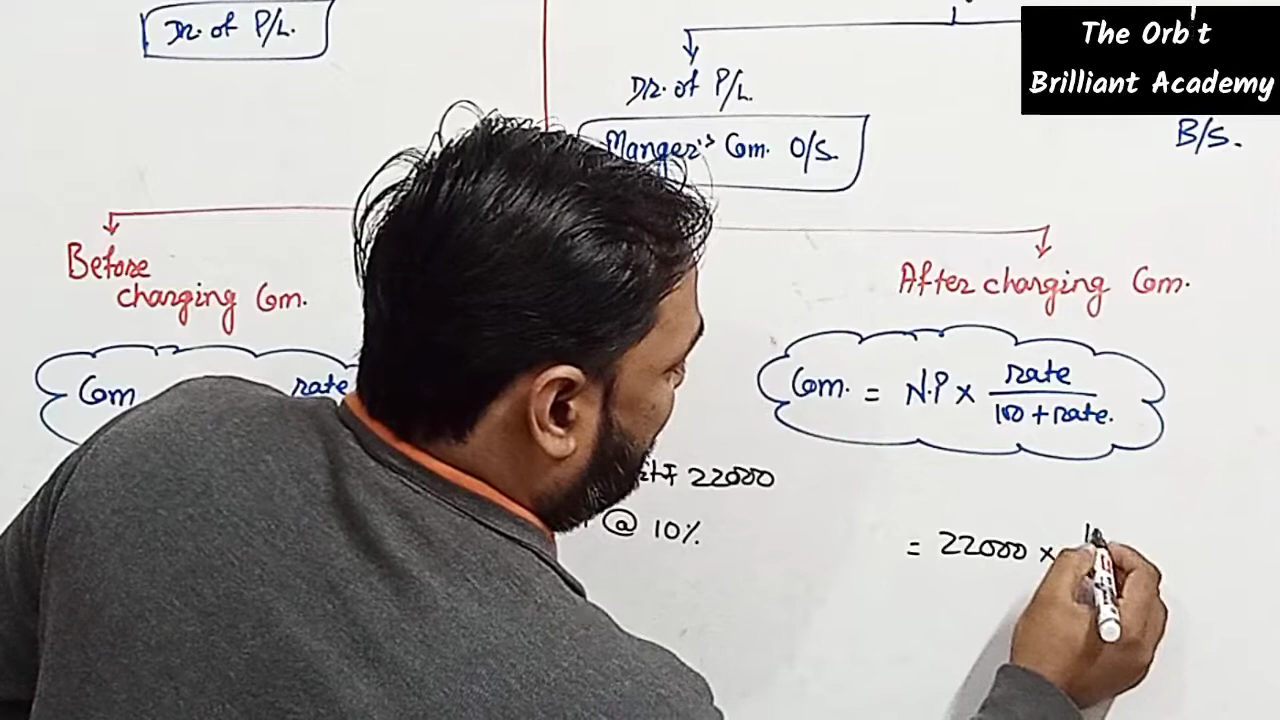 The Orb't
Brilliant Academy
Dr. of P/L.
Dr. of P/L.
Manger's Com. O/S.
B/S.
Before
charging Com.
After charging Com.
Com rate
Com. = N.P × rate
100 + rate.
22000
@ 10%
= 22000 ×